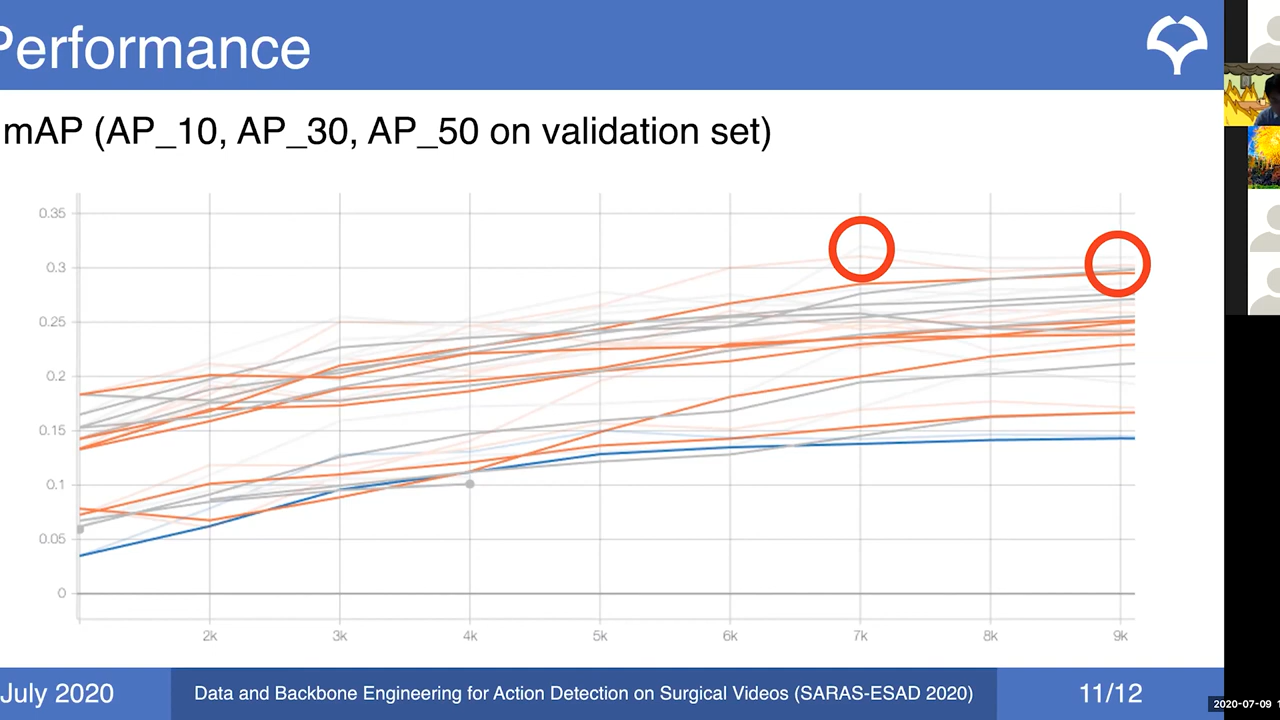 Performance
mAP (AP_10, AP_30, AP_50 on validation set)
0.35
0.3
0.25
0.2
0.15
0.1
0.05
0
2k 3k 4k 5k 6k 7k 8k 9k
July 2020
Data and Backbone Engineering for Action Detection on Surgical Videos (SARAS-ESAD 2020)
11/12
2020-07-09